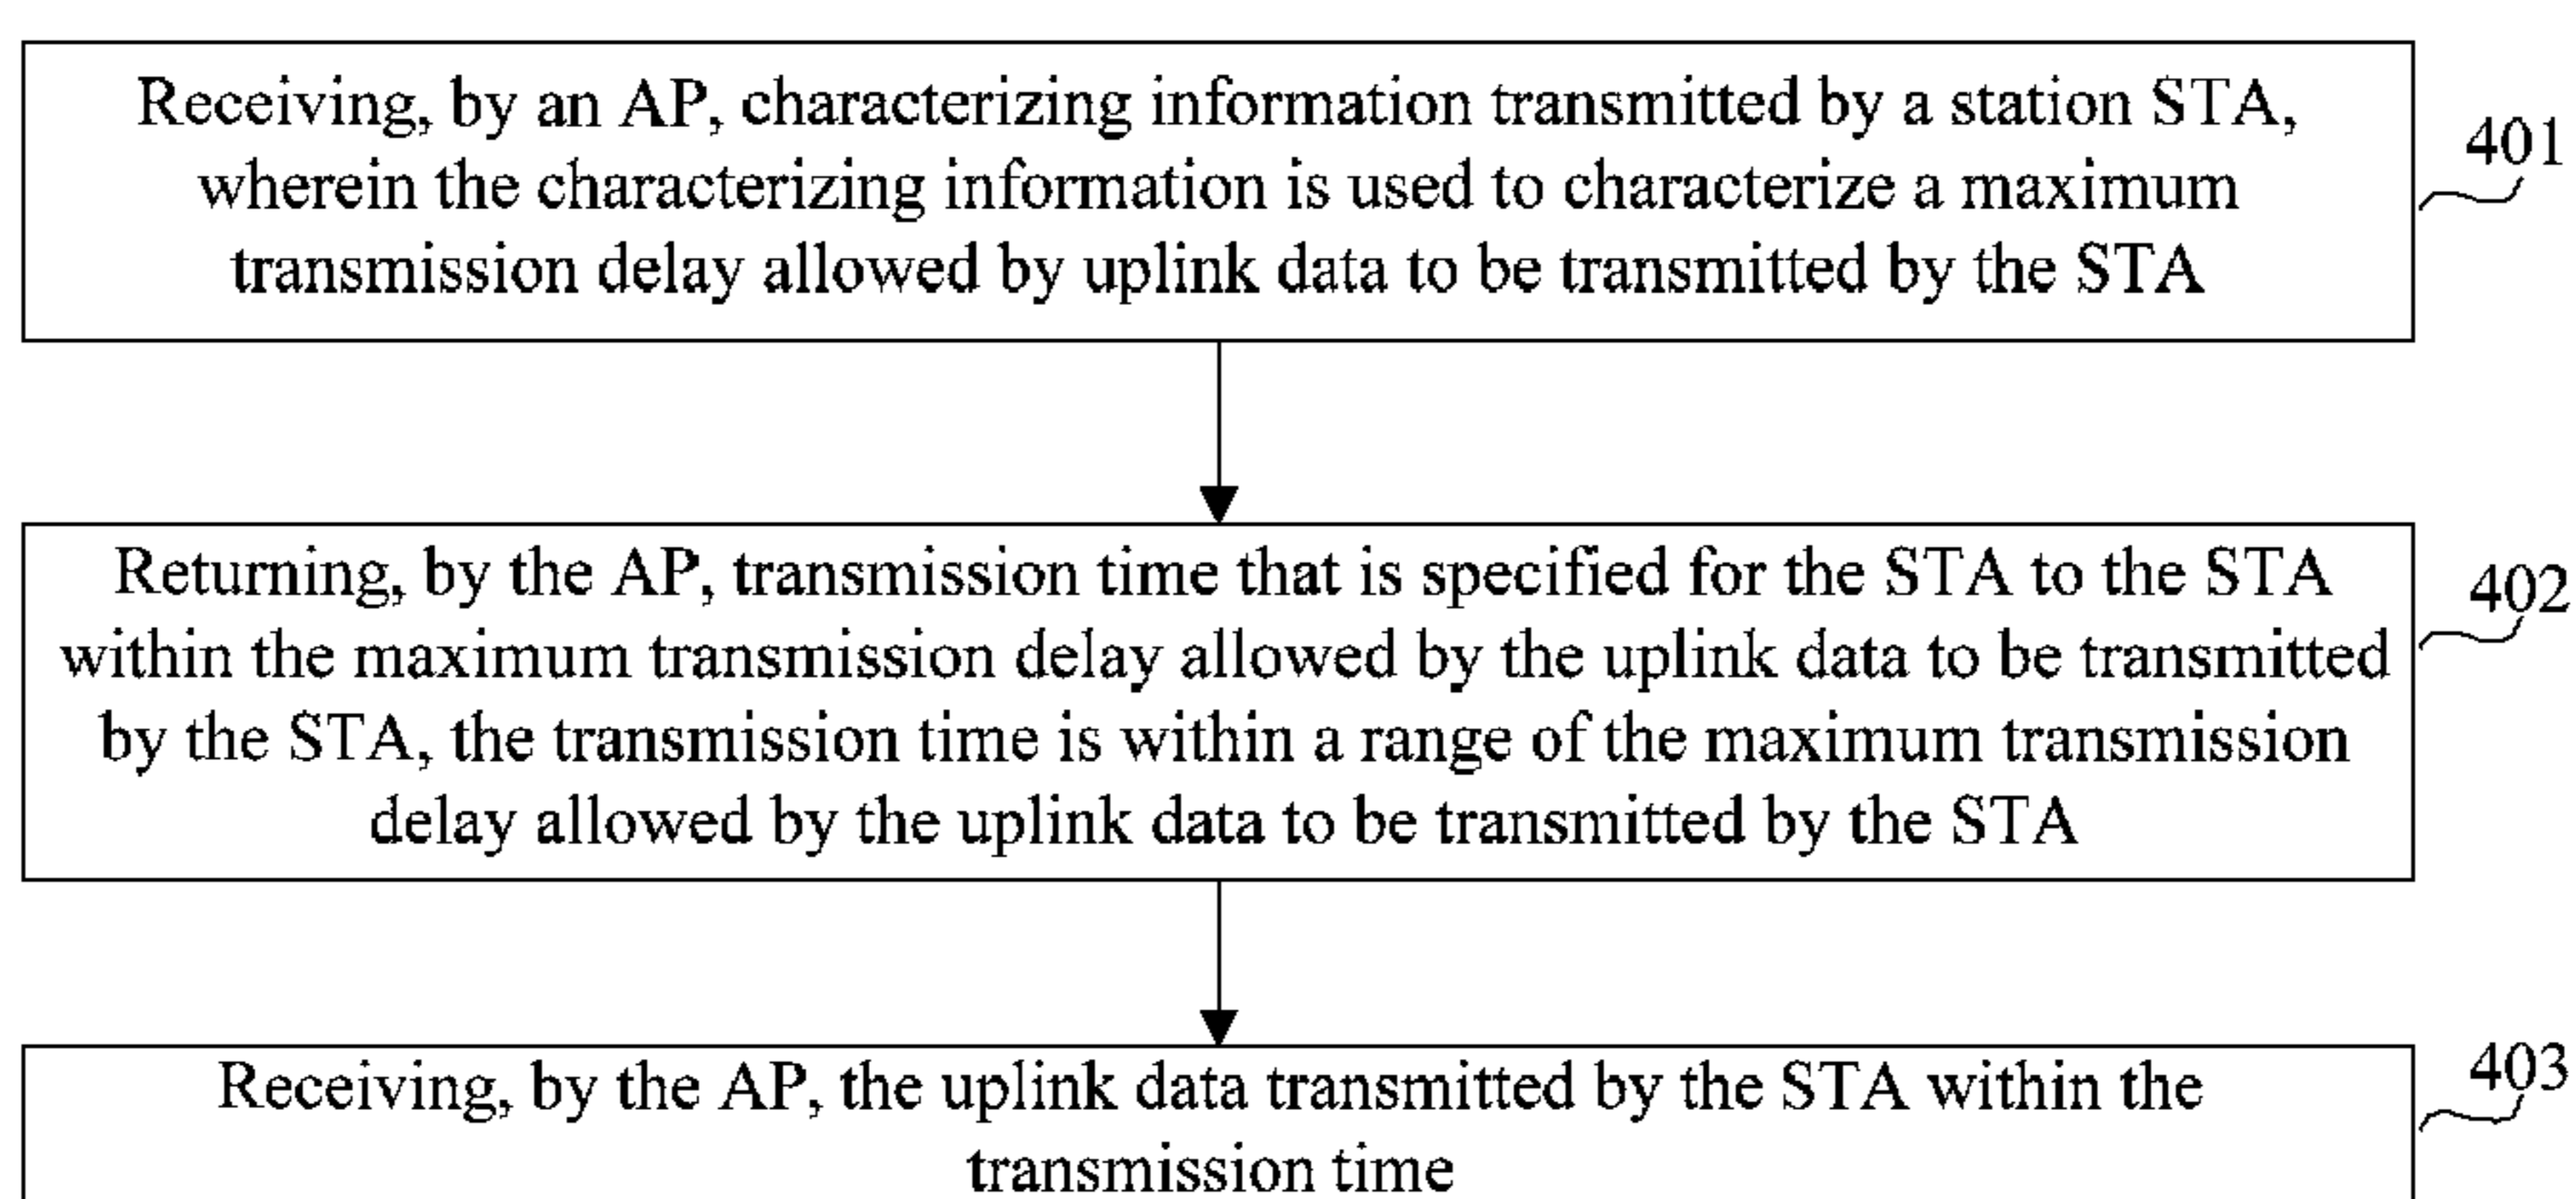 Receiving, by an AP, characterizing information transmitted by a station STA,
wherein the characterizing information is used to characterize a maximum
transmission delay allowed by uplink data to be transmitted by the STA
401
Returning, by the AP, transmission time that is specified for the STA to the STA
within the maximum transmission delay allowed by the uplink data to be transmitted
by the STA, the transmission time is within a range of the maximum transmission
delay allowed by the uplink data to be transmitted by the STA
402
Receiving, by the AP, the uplink data transmitted by the STA within the
transmission time
403